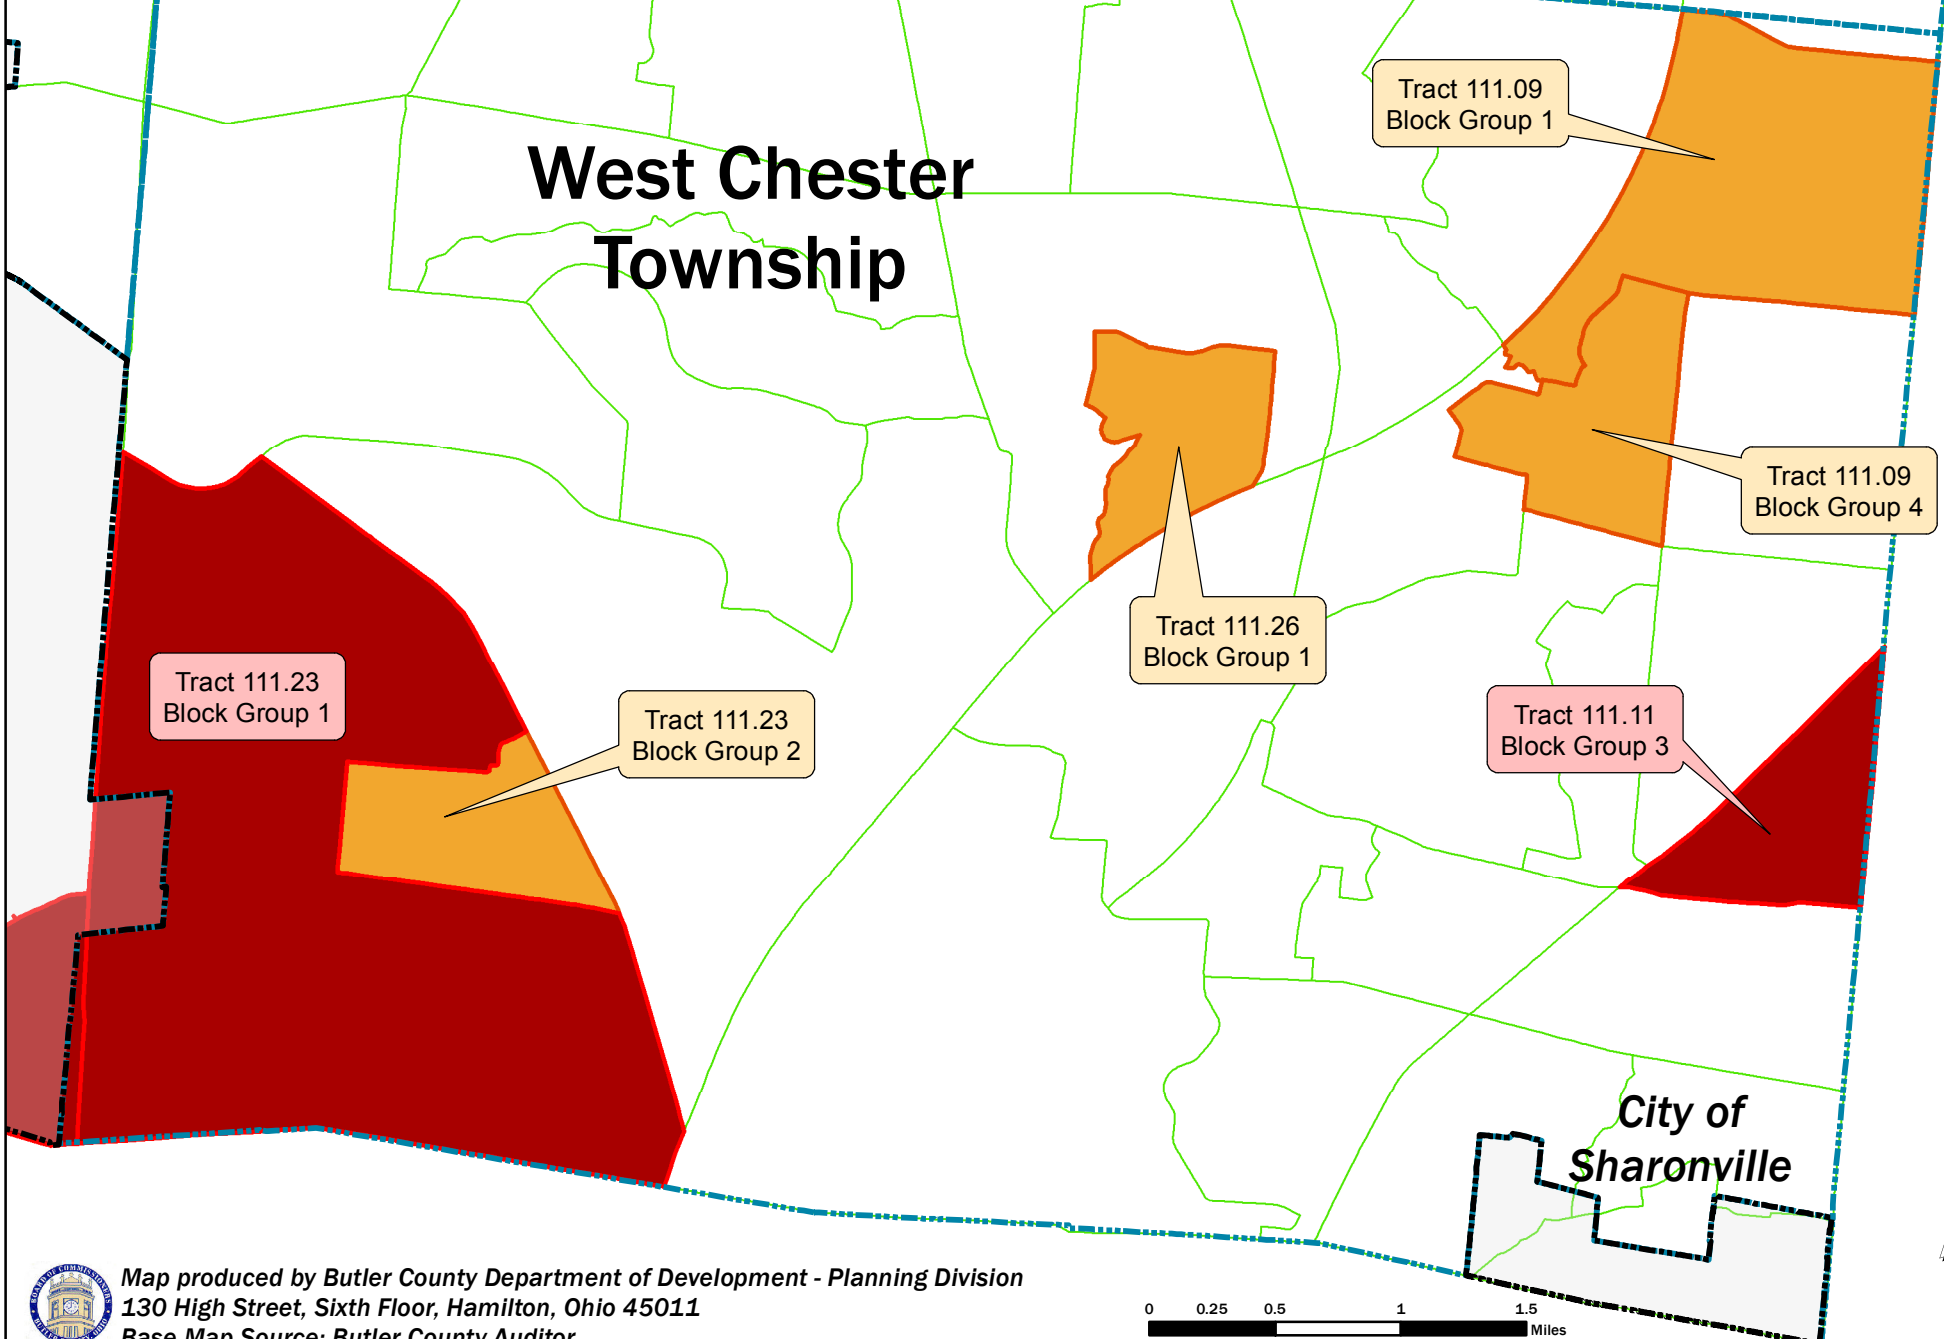 Tract 111.09
Block Group 1
West Chester
Township
Tract 111.09
Block Group 4
Tract 111.26
Block Group 1
Tract 111.23
Block Group 1
Tract 111.23
Block Group 2
Tract 111.11
Block Group 3
City of
Sharonville
Map produced by Butler County Department of Development - Planning Division
130 High Street, Sixth Floor, Hamilton, Ohio 45011
Base Map Source: Butler County Auditor
0 0.25 0.5 1 1.5
Miles